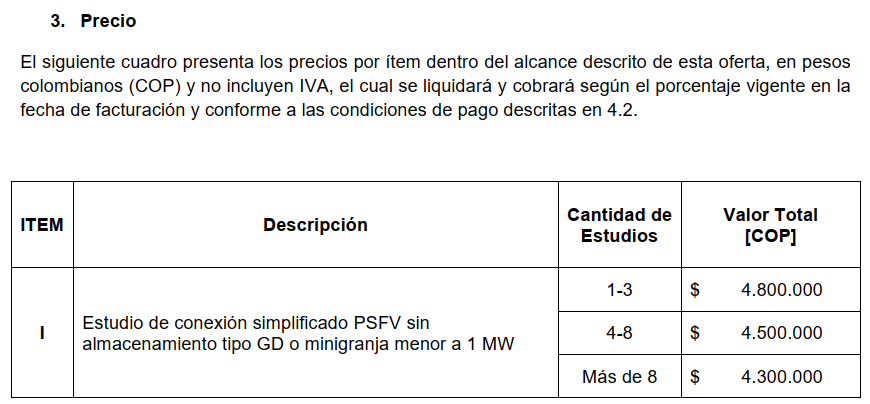 3. Precio
El siguiente cuadro presenta los precios por ítem dentro del alcance descrito de esta oferta, en pesos
colombianos (COP) y no incluyen IVA, el cual se liquidará y cobrará según el porcentaje vigente en la
fecha de facturación y conforme a las condiciones de pago descritas en 4.2.
ITEM Descripción Cantidad de Estudios Valor Total [COP]
I Estudio de conexión simplificado PSFV sin
almacenamiento tipo GD o minigranja menor a 1 MW
1-3 $ 4.800.000
4-8 $ 4.500.000
Más de 8 $ 4.300.000